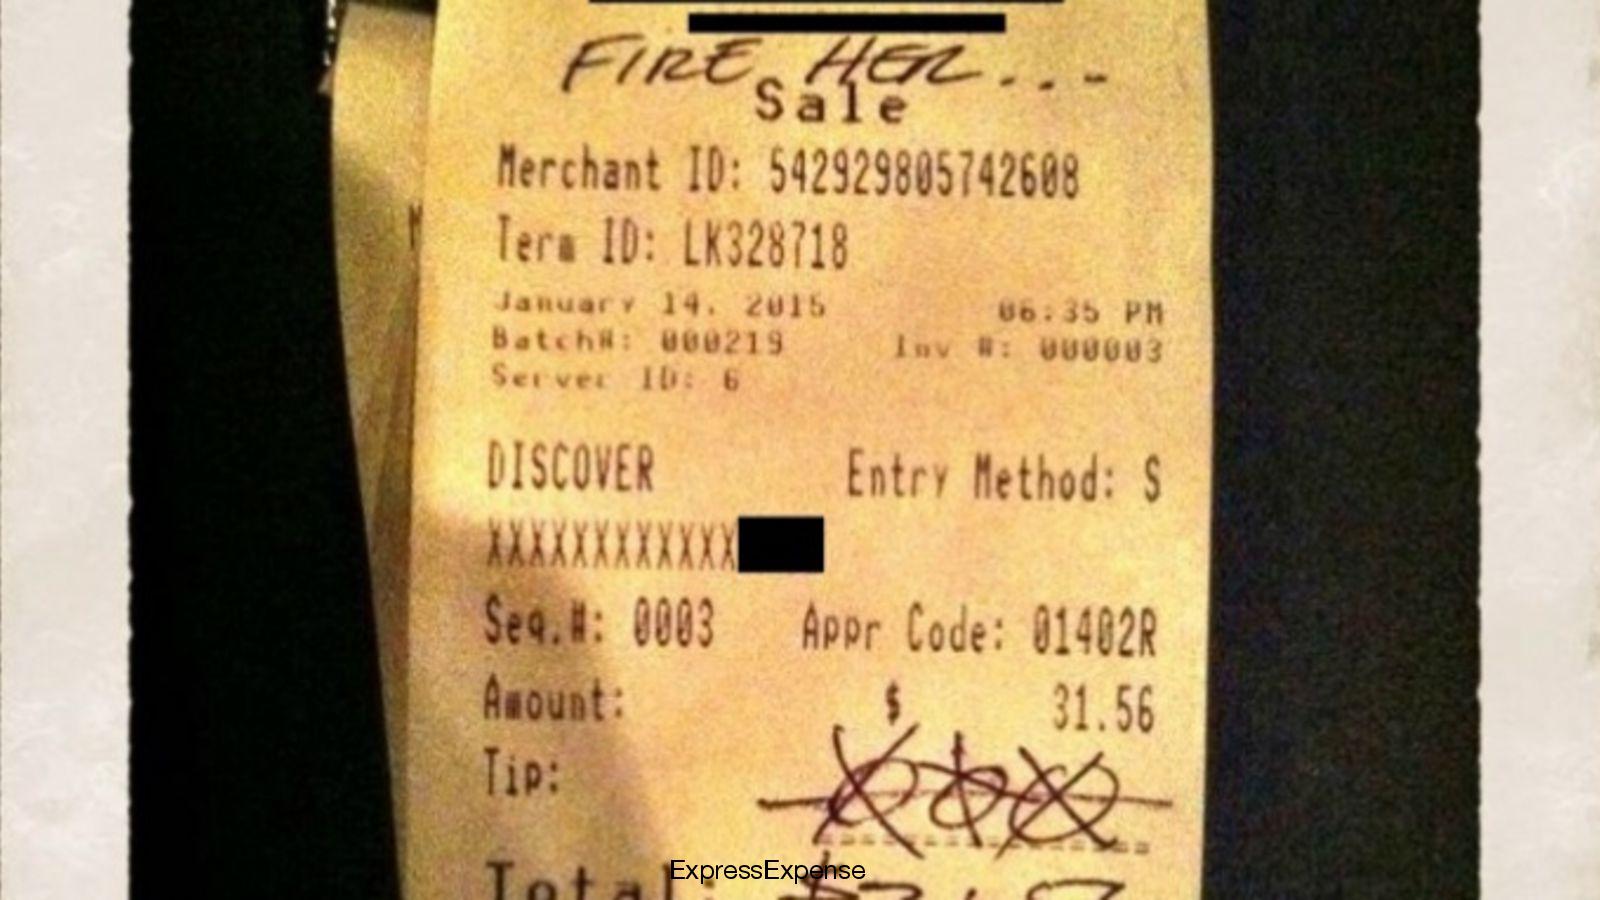 FIRE HER...-
Sale
Merchant ID: 542929805742608
Term ID: LK328718
January 14, 2015 06:35 PM
Batch#: 000219 Inv #: 000003
Server ID: 6
DISCOVER Entry Method: S
XXXXXXXXXXXX
Seq.#: 0003 Appr Code: 01402R
Amount: $ 31.56
Tip:
Total:
ExpressExpense